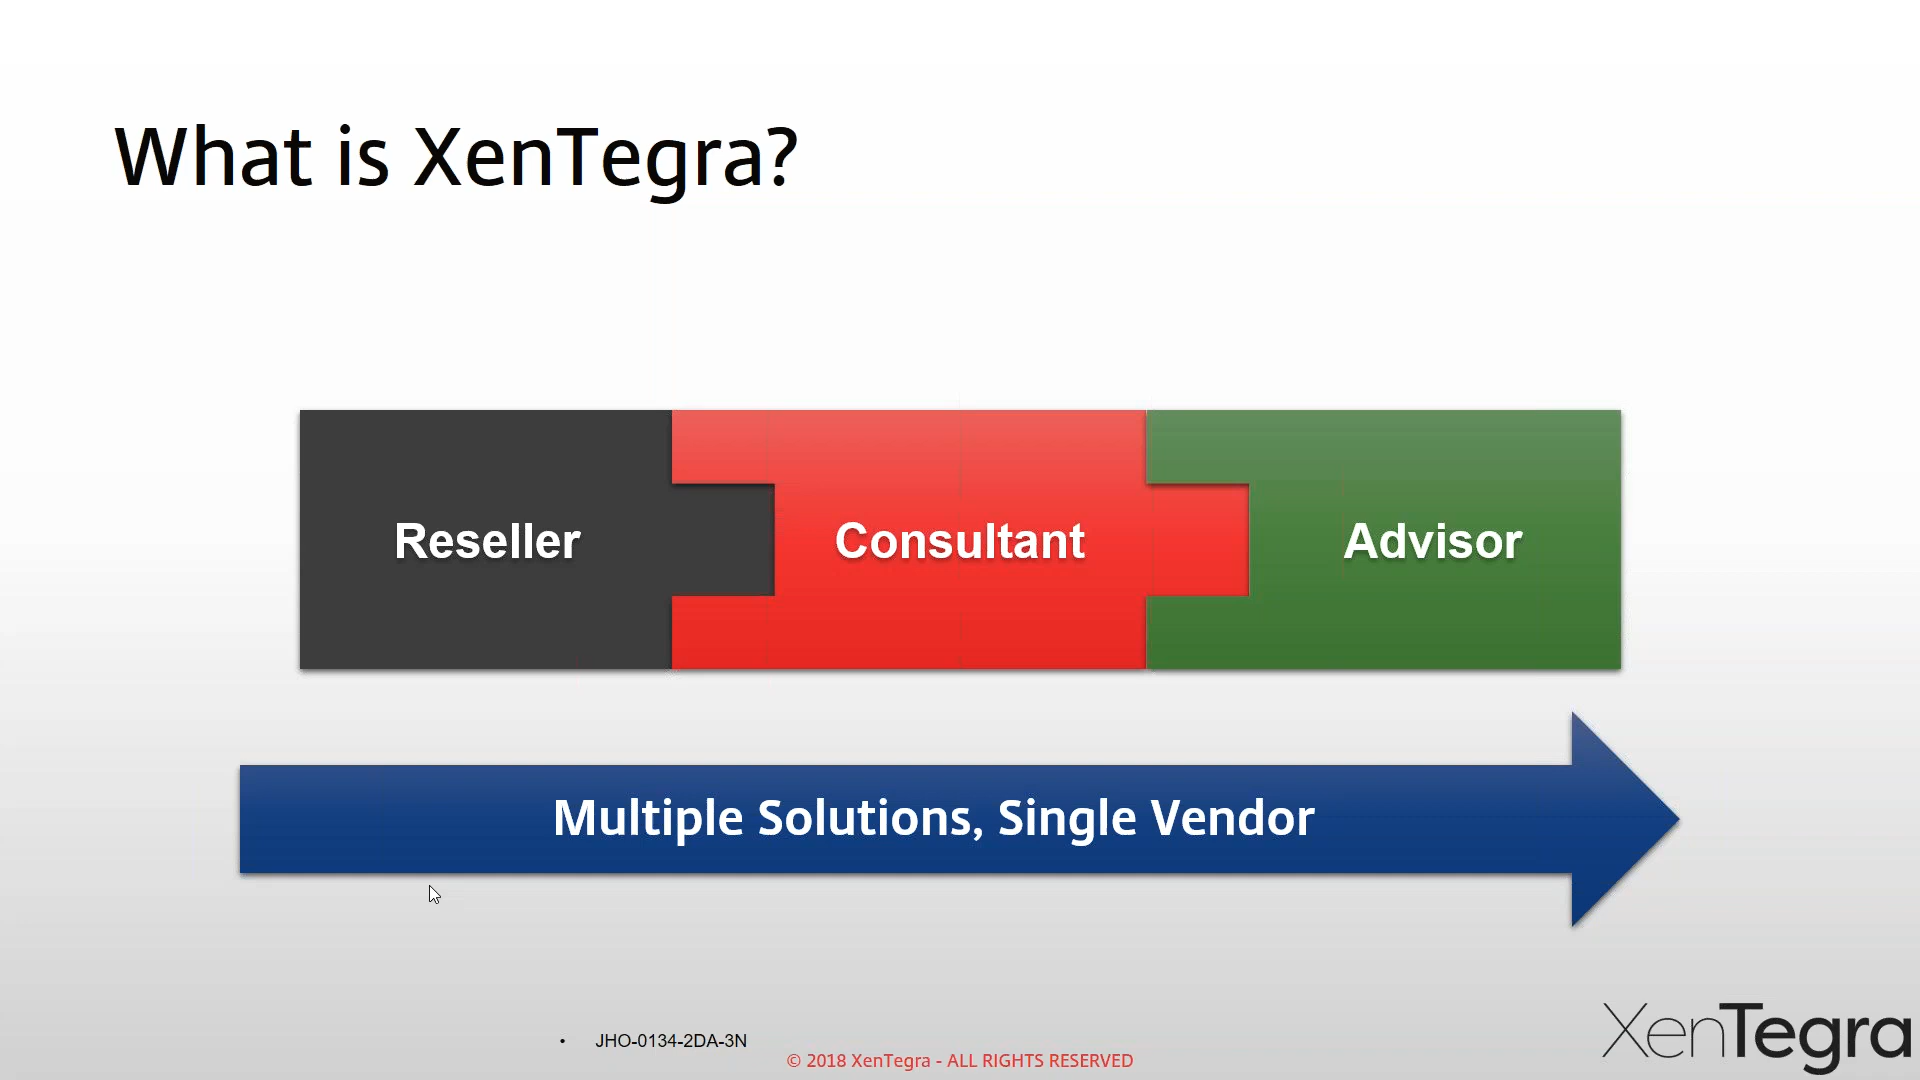 What is XenTegra?
Reseller
Consultant
Advisor
Multiple Solutions, Single Vendor
• JHO-0134-2DA-3N
© 2018 XenTegra - ALL RIGHTS RESERVED
XenTegra